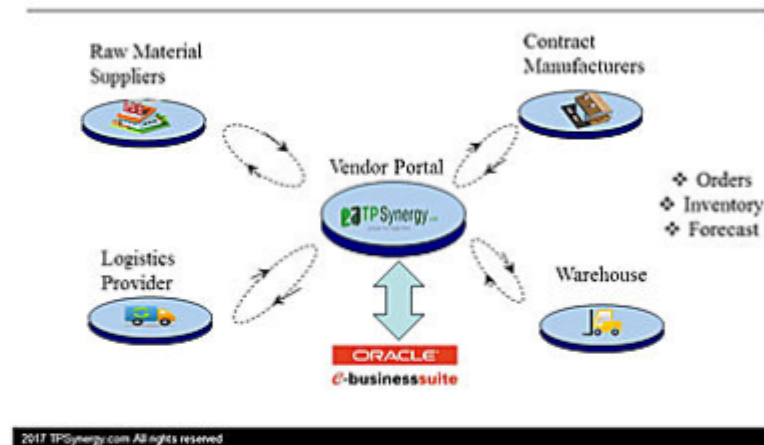 Raw Material
Suppliers
Contract
Manufacturers
Vendor Portal
TPSynergy
❖ Orders
❖ Inventory
❖ Forecast
Logistics
Provider
Warehouse
ORACLE
e-businesssuite
2017 TPSynergy.com All rights reserved